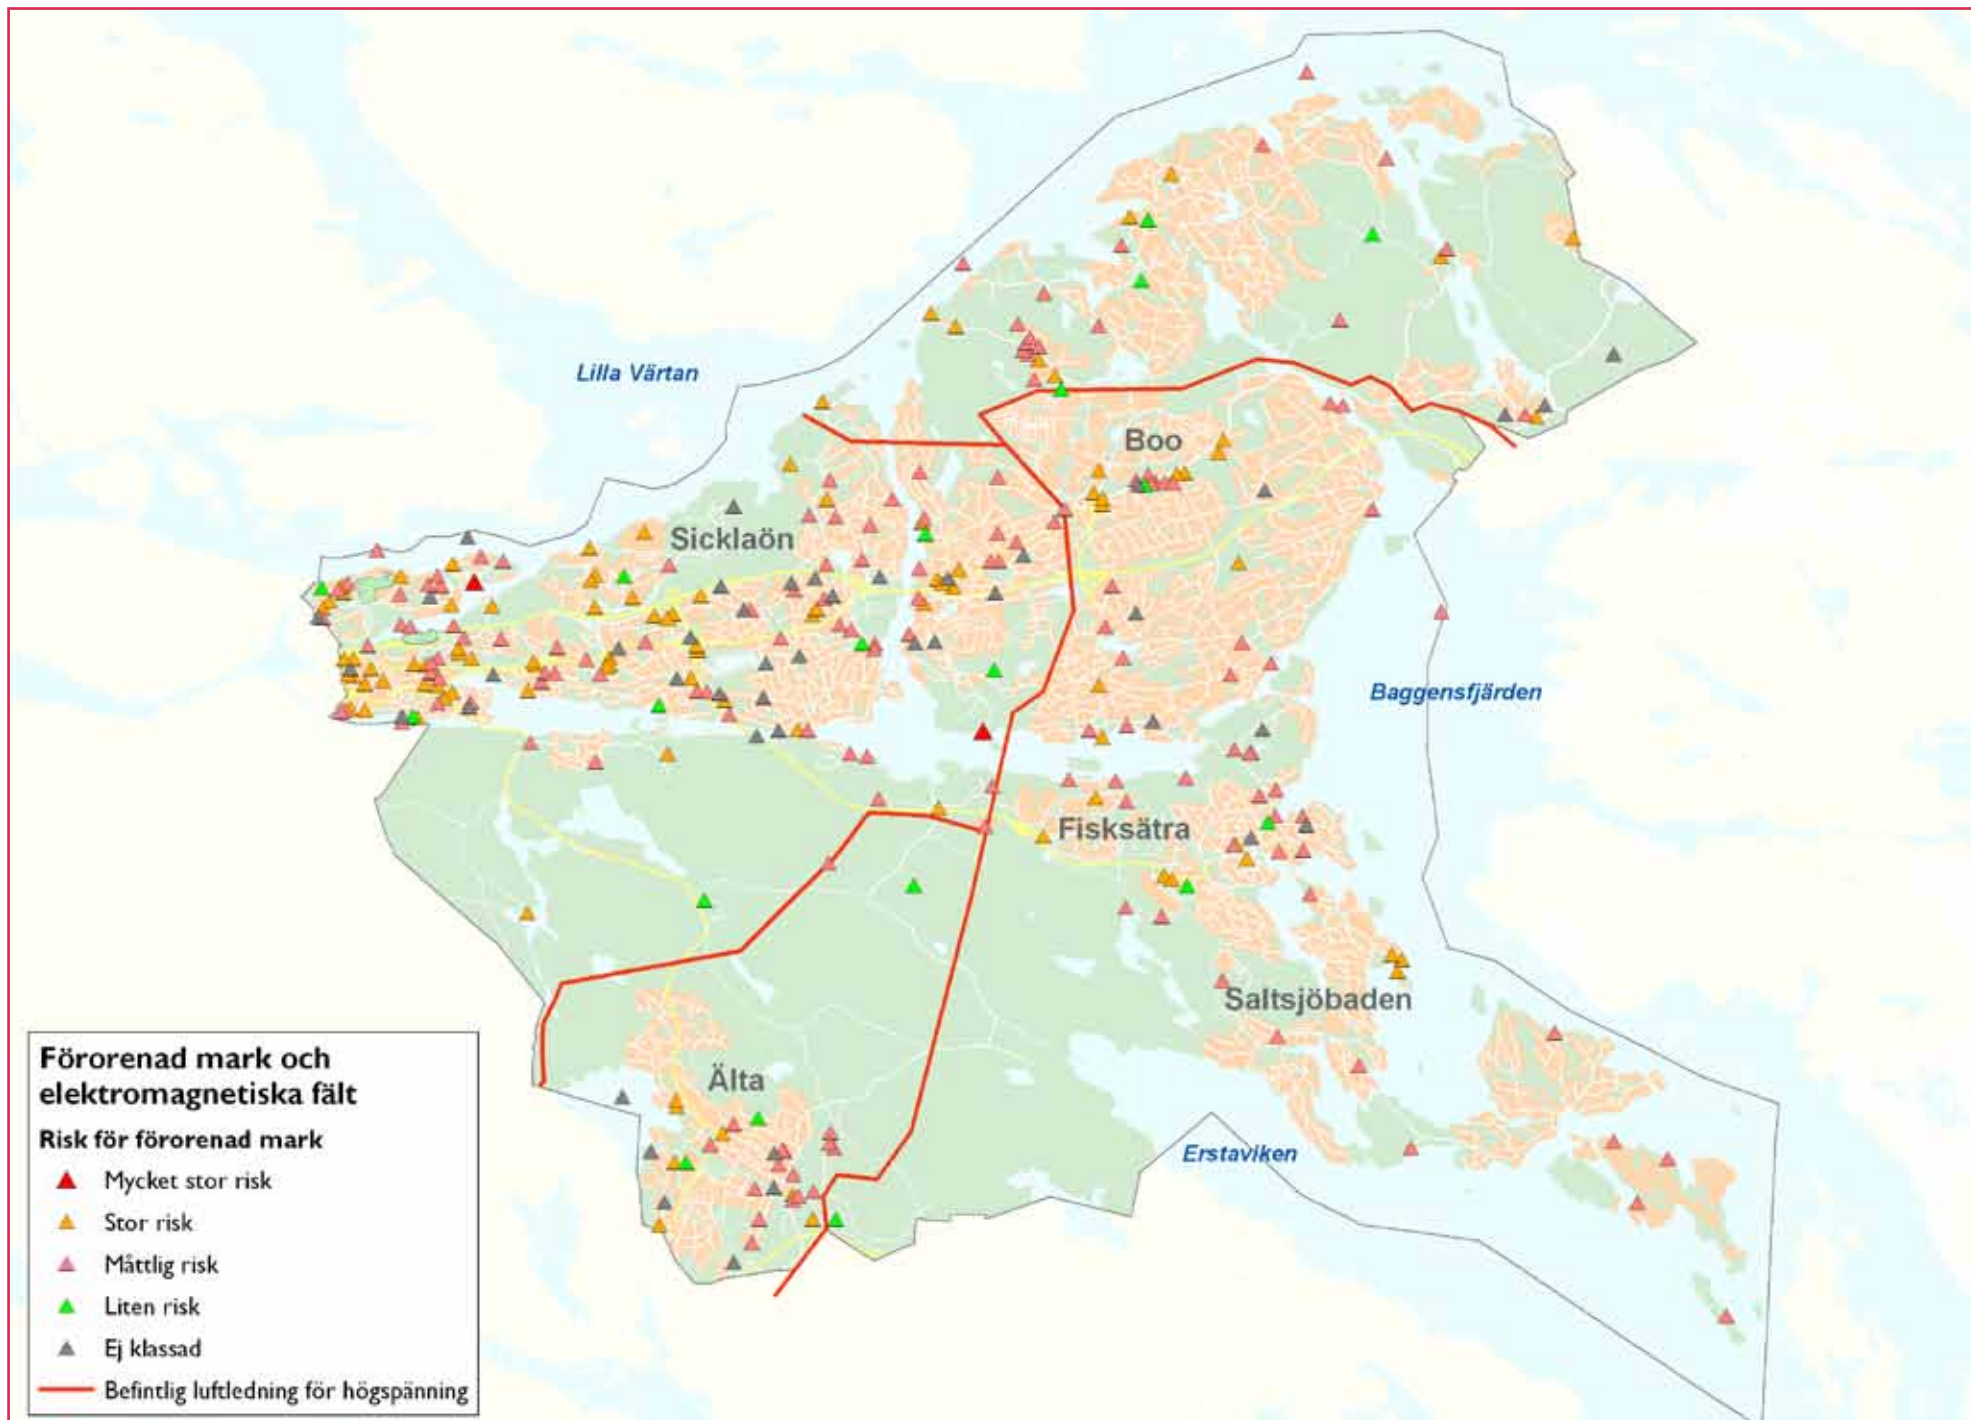 Lilla Värtan
Boo
Sicklaön
Baggensfjärden
Fisksätra
Saltsjöbaden
Älta
Erstaviken
Förorenad mark och
elektromagnetiska fält
Risk för förorenad mark
Mycket stor risk
Stor risk
Måttlig risk
Liten risk
Ej klassad
Befintlig luftledning för högspänning